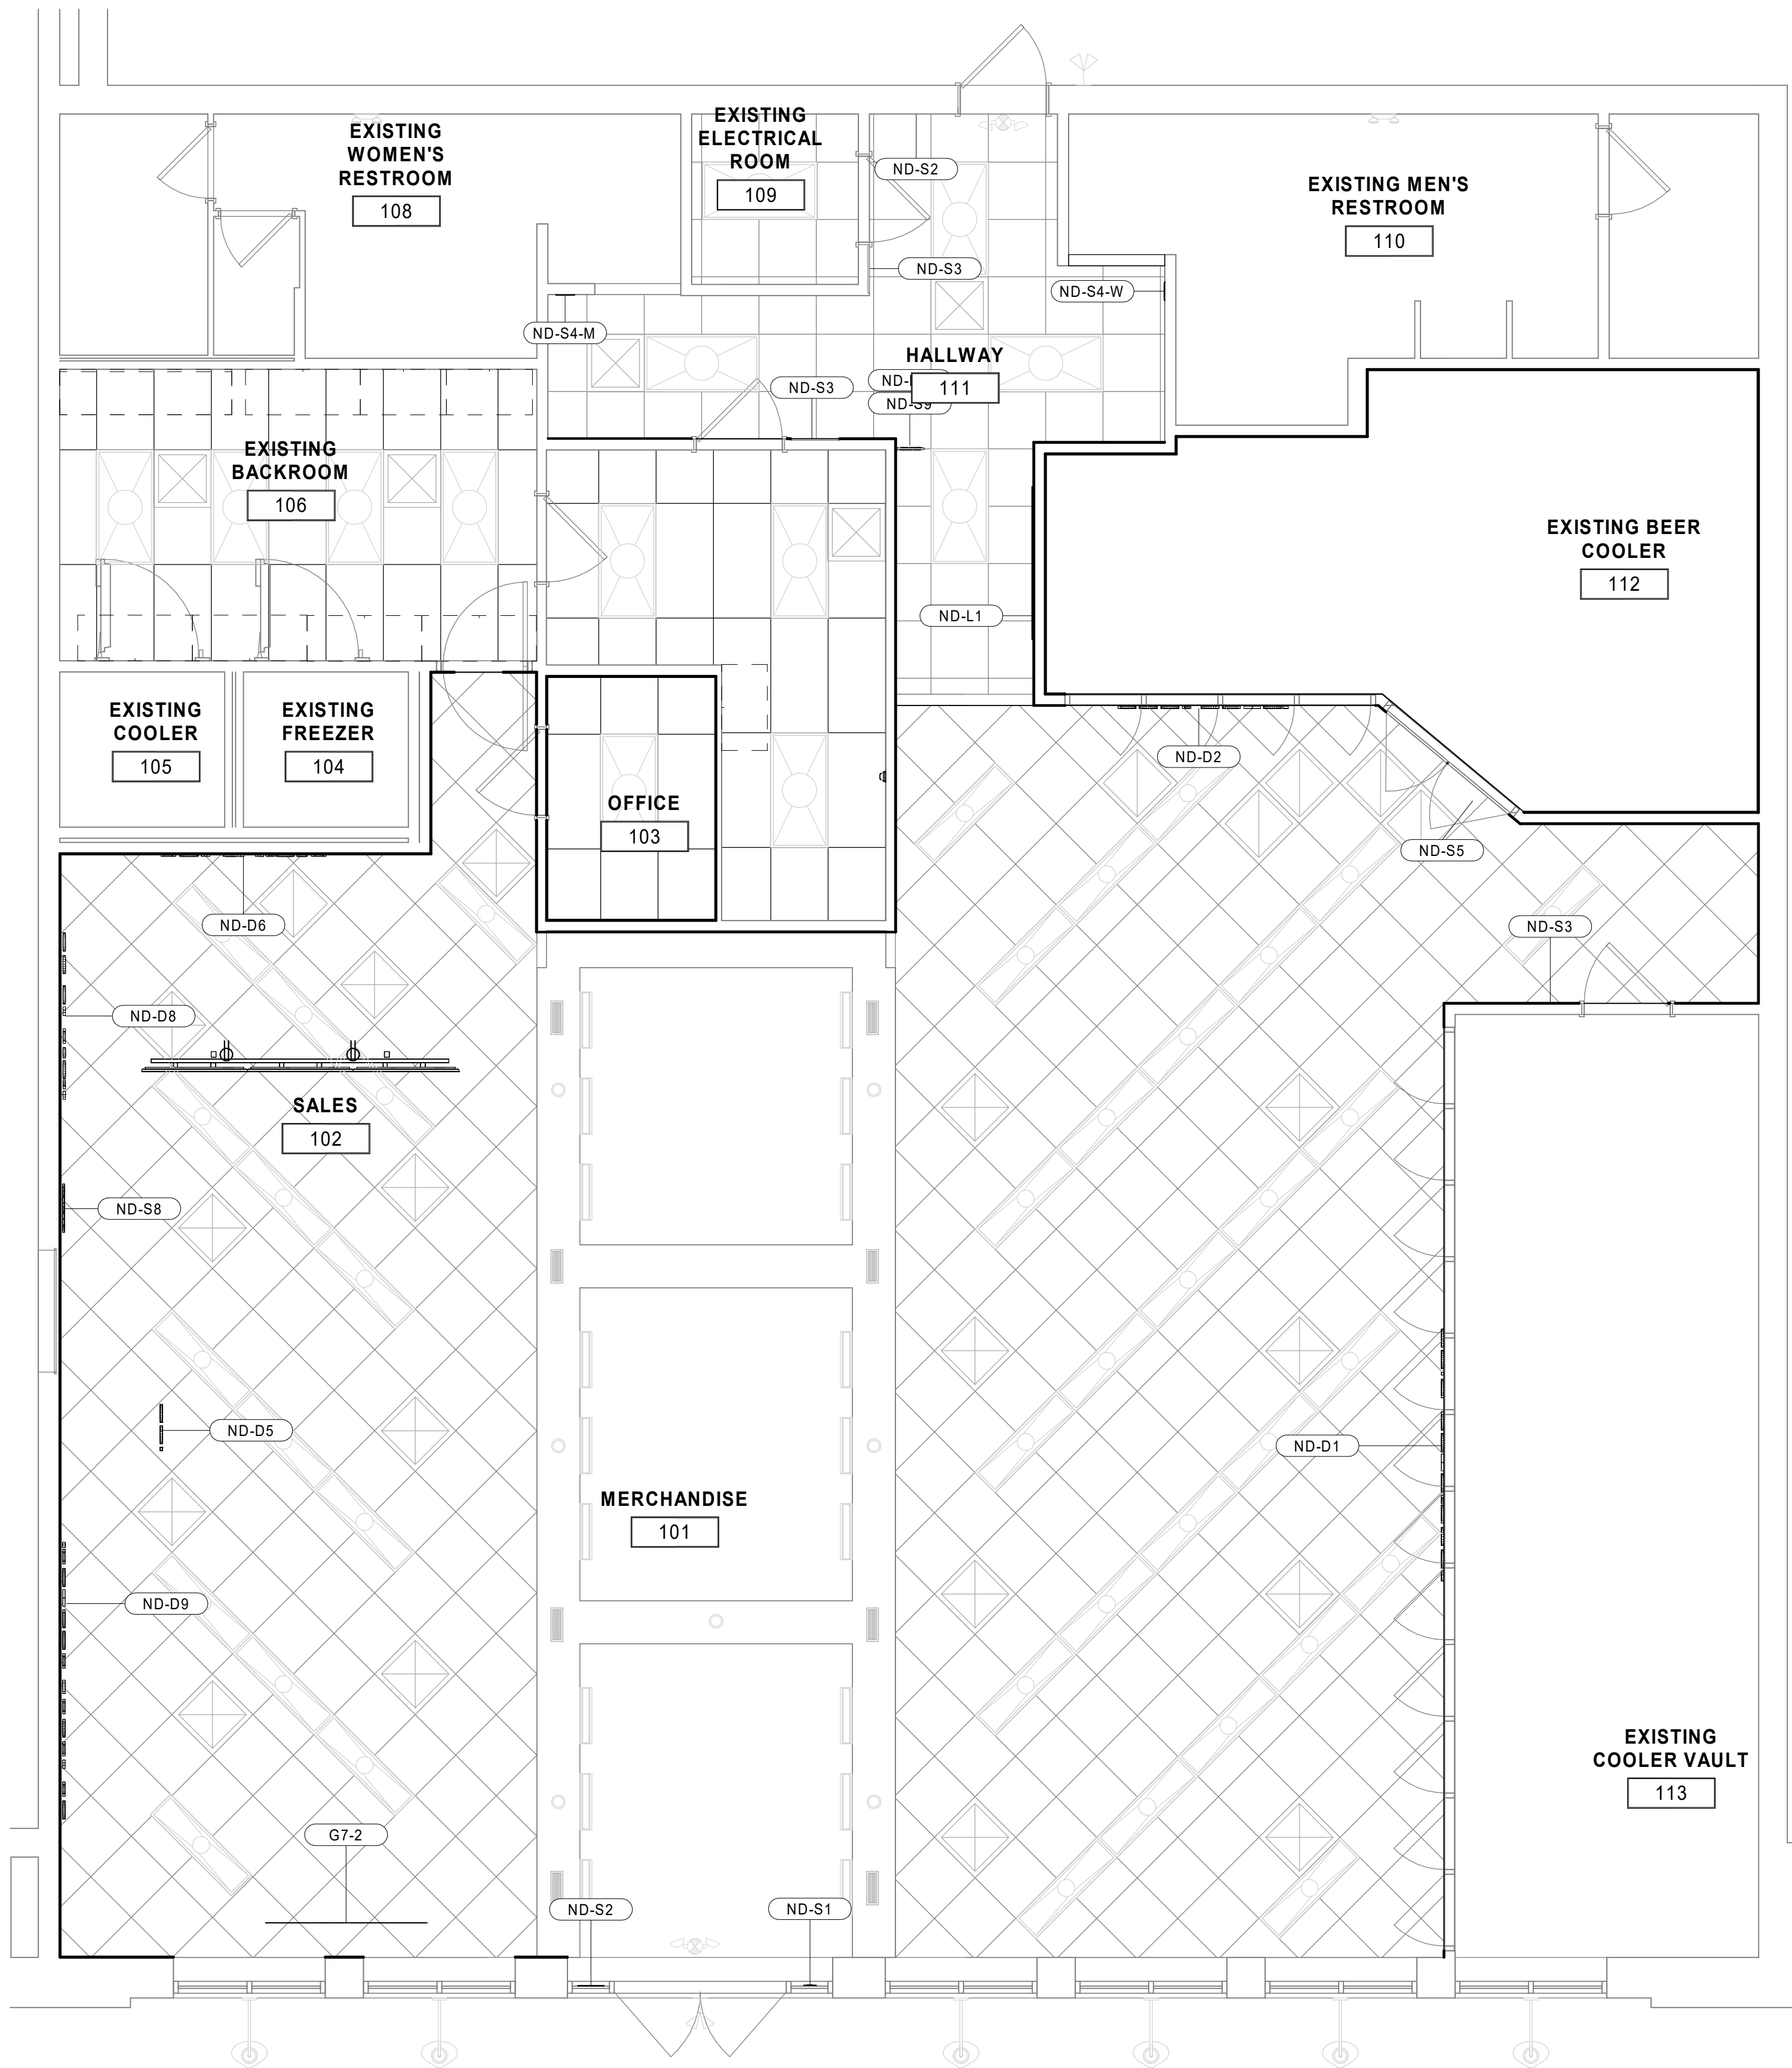 EXISTING
ELECTRICAL
ROOM
109
EXISTING
WOMEN'S
RESTROOM
108
ND-S2
EXISTING MEN'S
RESTROOM
110
ND-S3
ND-S4-W
ND-S4-M
HALLWAY
111
ND-S3
ND-
ND-S9
EXISTING
BACKROOM
106
EXISTING BEER
COOLER
112
ND-L1
EXISTING
COOLER
105
EXISTING
FREEZER
104
ND-D2
OFFICE
103
ND-S5
ND-D6
ND-S3
ND-D8
SALES
102
ND-S8
ND-D5
ND-D1
MERCHANDISE
101
ND-D9
EXISTING
COOLER VAULT
113
G7-2
ND-S2
ND-S1